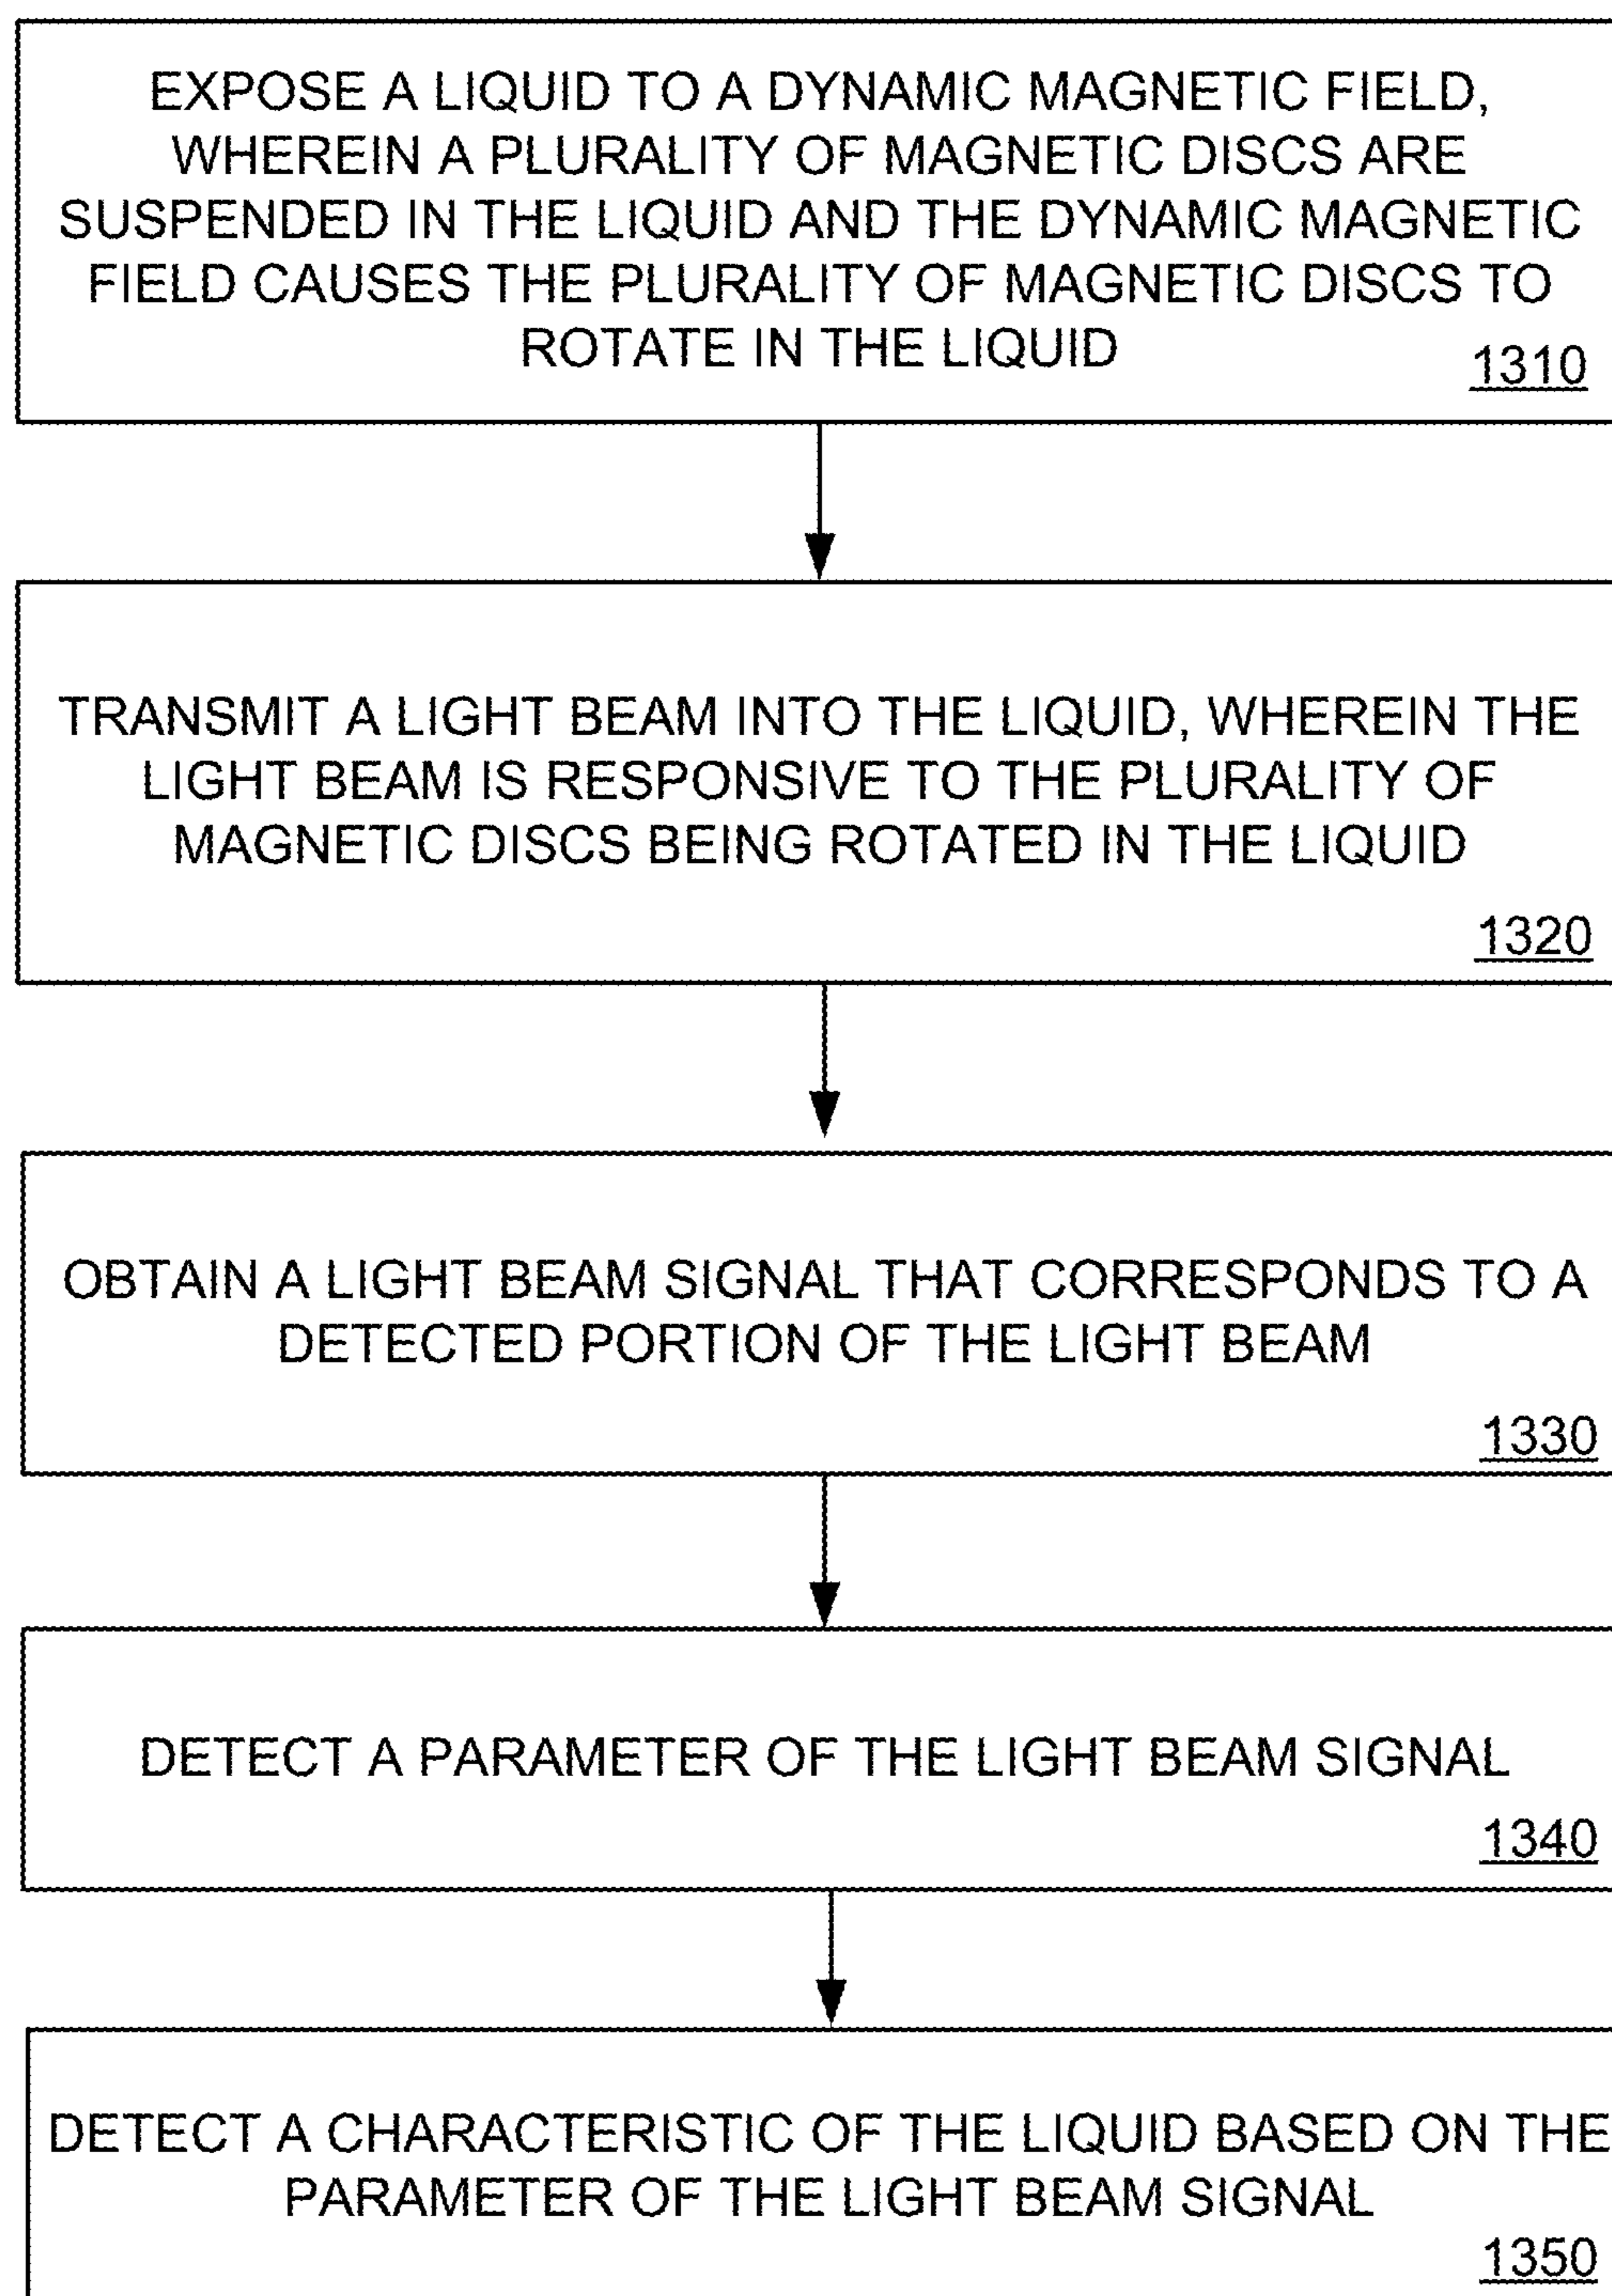 EXPOSE A LIQUID TO A DYNAMIC MAGNETIC FIELD,
WHEREIN A PLURALITY OF MAGNETIC DISCS ARE
SUSPENDED IN THE LIQUID AND THE DYNAMIC MAGNETIC
FIELD CAUSES THE PLURALITY OF MAGNETIC DISCS TO
ROTATE IN THE LIQUID
1310
TRANSMIT A LIGHT BEAM INTO THE LIQUID, WHEREIN THE
LIGHT BEAM IS RESPONSIVE TO THE PLURALITY OF
MAGNETIC DISCS BEING ROTATED IN THE LIQUID
1320
OBTAIN A LIGHT BEAM SIGNAL THAT CORRESPONDS TO A
DETECTED PORTION OF THE LIGHT BEAM
1330
DETECT A PARAMETER OF THE LIGHT BEAM SIGNAL
1340
DETECT A CHARACTERISTIC OF THE LIQUID BASED ON THE
PARAMETER OF THE LIGHT BEAM SIGNAL
1350